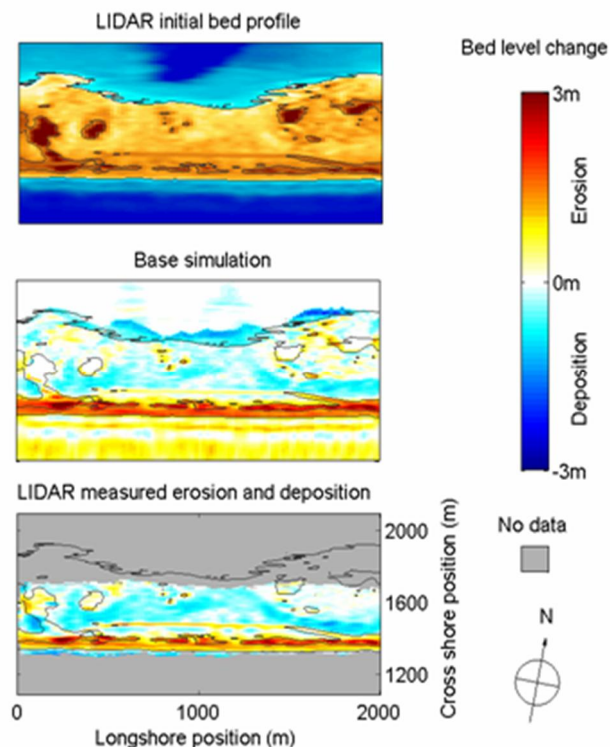 LIDAR initial bed profile
Bed level change
3m
Erosion
0m
Deposition
-3m
Base simulation
LIDAR measured erosion and deposition
No data
N
2000
1600
1200
Cross shore position (m)
0
1000
2000
Longshore position (m)